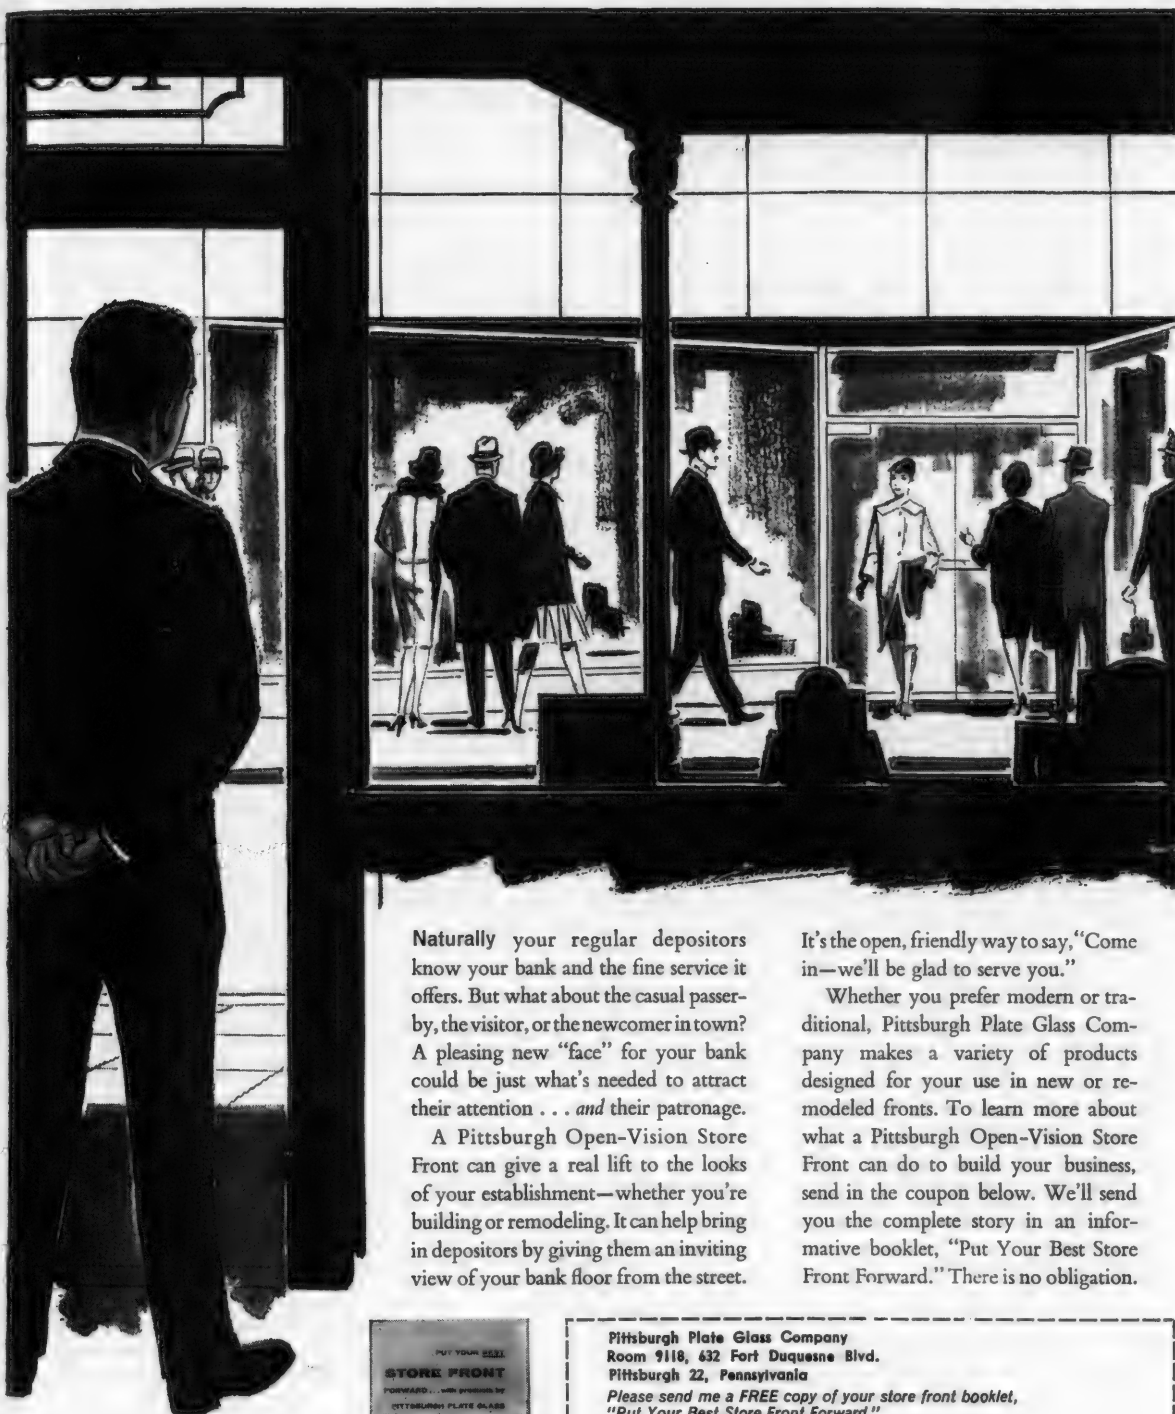 Naturally your regular depositors
know your bank and the fine service it
offers. But what about the casual passer-
by, the visitor, or the newcomer in town?
A pleasing new “face” for your bank
could be just what's needed to attract
their attention . . . and their patronage.
A Pittsburgh Open-Vision Store
Front can give a real lift to the looks
of your establishment—whether you're
building or remodeling. It can help bring
in depositors by giving them an inviting
view of your bank floor from the street.
It's the open, friendly way to say, “Come
in—we'll be glad to serve you.”
Whether you prefer modern or tra-
ditional, Pittsburgh Plate Glass Com-
pany makes a variety of products
designed for your use in new or re-
modeled fronts. To learn more about
what a Pittsburgh Open-Vision Store
Front can do to build your business,
send in the coupon below. We'll send
you the complete story in an infor-
mative booklet, “Put Your Best Store
Front Forward.” There is no obligation.
PUT YOUR BEST
STORE FRONT
FORWARD... with products by
PITTSBURGH PLATE GLASS
Pittsburgh Plate Glass Company
Room 9118, 632 Fort Duquesne Blvd.
Pittsburgh 22, Pennsylvania
Please send me a FREE copy of your store front booklet,
“Put Your Best Store Front Forward.”